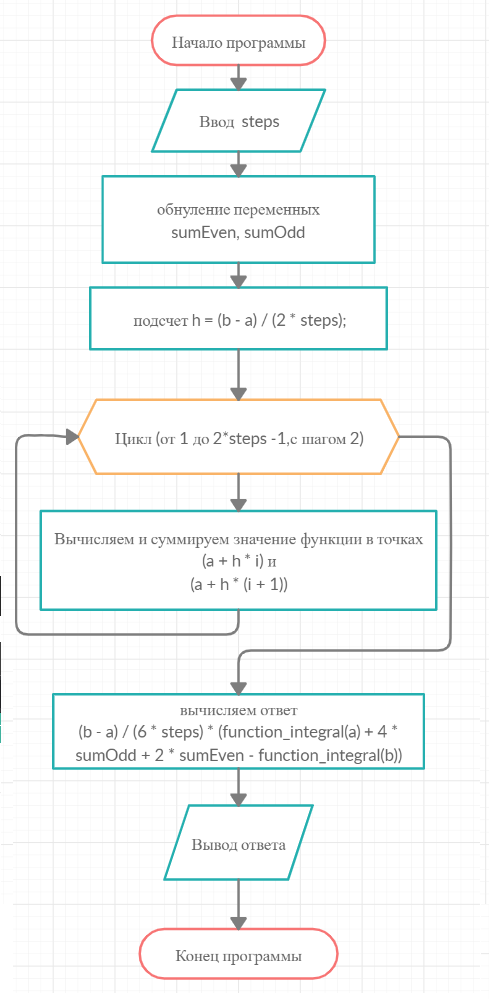 Начало программы
Ввод steps
обнуление переменных
sumEven, sumOdd
подсчет h = (b - a) / (2 * steps);
Цикл (от 1 до 2*steps -1,с шагом 2)
Вычисляем и суммируем значение функции в точках
(a + h * i) и
(a + h * (i + 1))
вычисляем ответ
(b - a) / (6 * steps) * (function_integral(a) + 4 *
sumOdd + 2 * sumEven - function_integral(b))
Вывод ответа
Конец программы